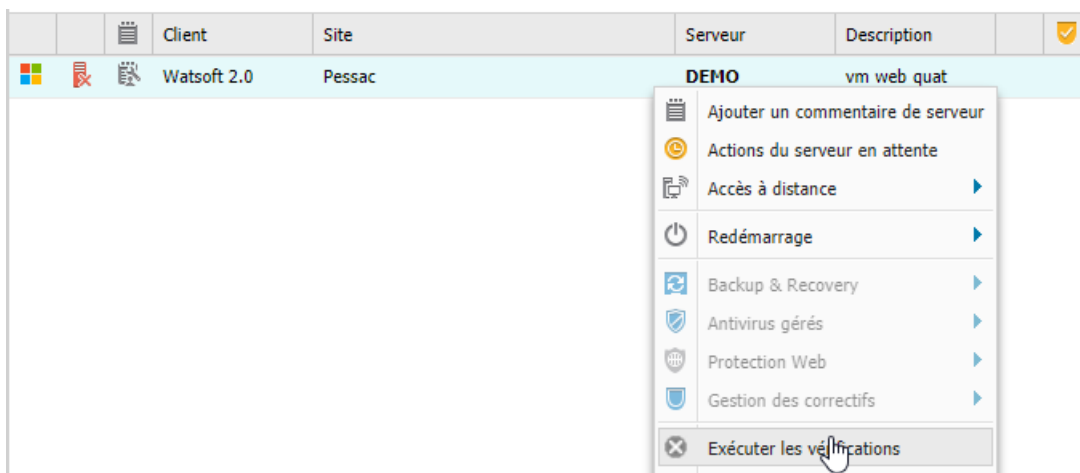 Client Site Serveur Description
Watsoft 2.0 Pessac DEMO vm web quat
Ajouter un commentaire de serveur
Actions du serveur en attente
Accès à distance
Redémarrage
Backup & Recovery
Antivirus gérés
Protection Web
Gestion des correctifs
Exécuter les vérifications